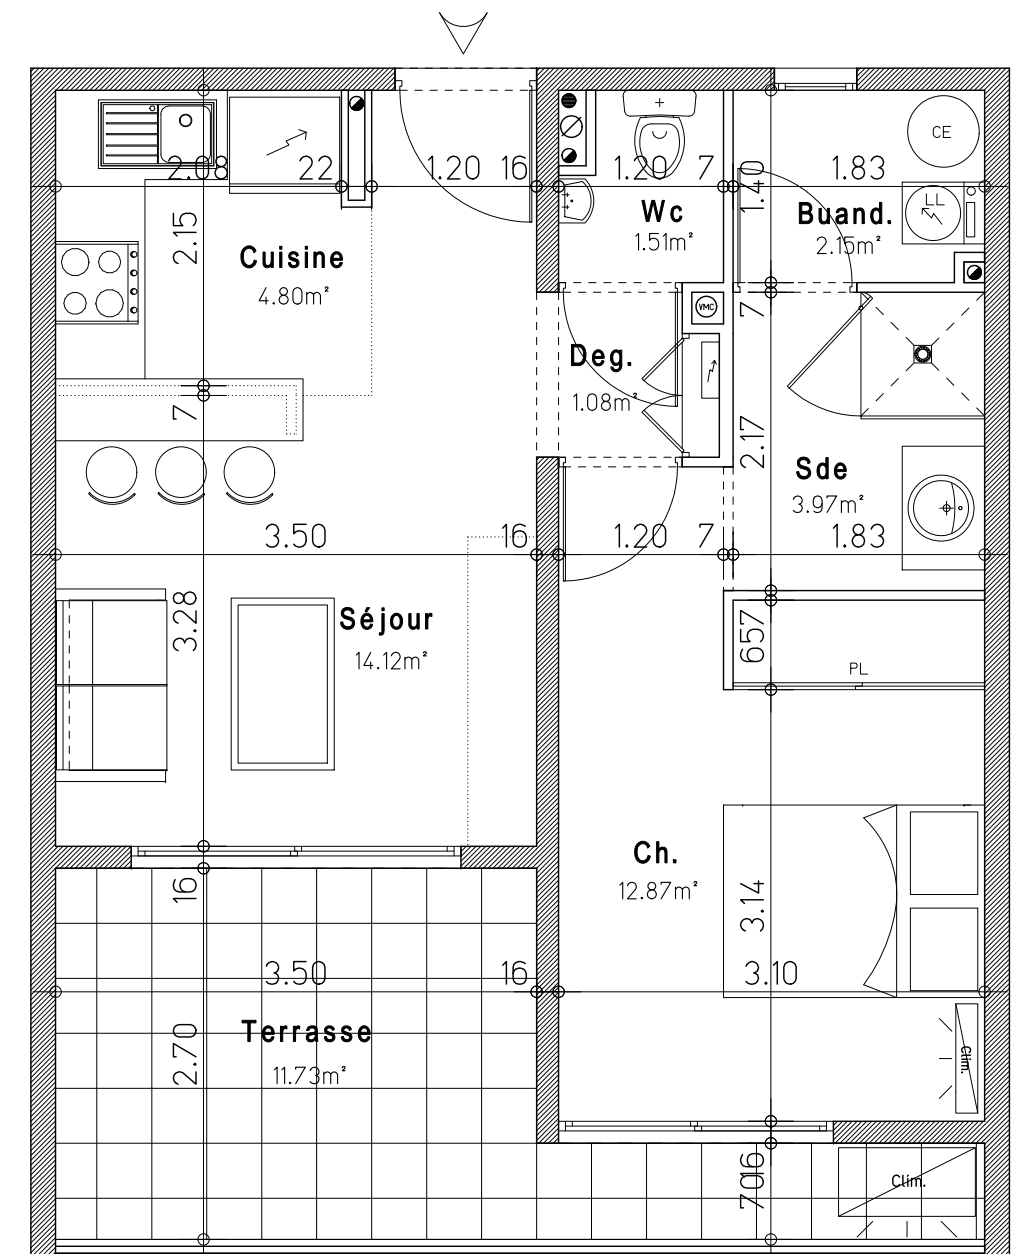 2.08
22
1.20
16
1.20
7
1.40
1.83
CE
LL
Wc
1.51m²
Buand.
2.15m²
2.15
Cuisine
4.80m²
7
VMC
Deg.
1.08m²
7
2.17
Sde
3.97m²
3.50
16
1.20
7
1.83
3.28
Séjour
14.12m²
657
PL
Ch.
12.87m²
16
3.14
3.50
16
3.10
Terrasse
11.73m²
2.70
Clim.
16
70
Clim.